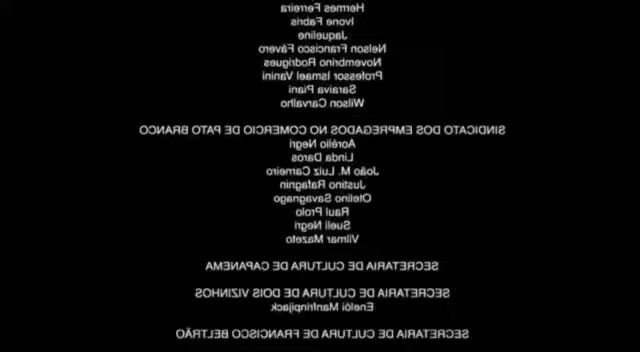 Hermes Ferreira
Ivone Fabris
Jaqueline
Nelson Francisco Fávero
Novembrino Rodrigues
Professor Ismael Vanini
Saraiva Piani
Wilson Carvalho
SINDICATO DOS EMPREGADOS NO COMERCIO DE PATO BRANCO
Aorélio Negri
Linda Daros
João M. Luiz Carneiro
Justino Rafagnin
Otelino Savagnago
Raul Prolo
Sueli Negri
Vilmar Mazeto
SECRETARIA DE CULTURA DE CAPANEMA
SECRETARIA DE CULTURA DE DOIS VIZINHOS
Enelói Manfrinpijack
SECRETARIA DE CULTURA DE FRANCISCO BELTRÃO